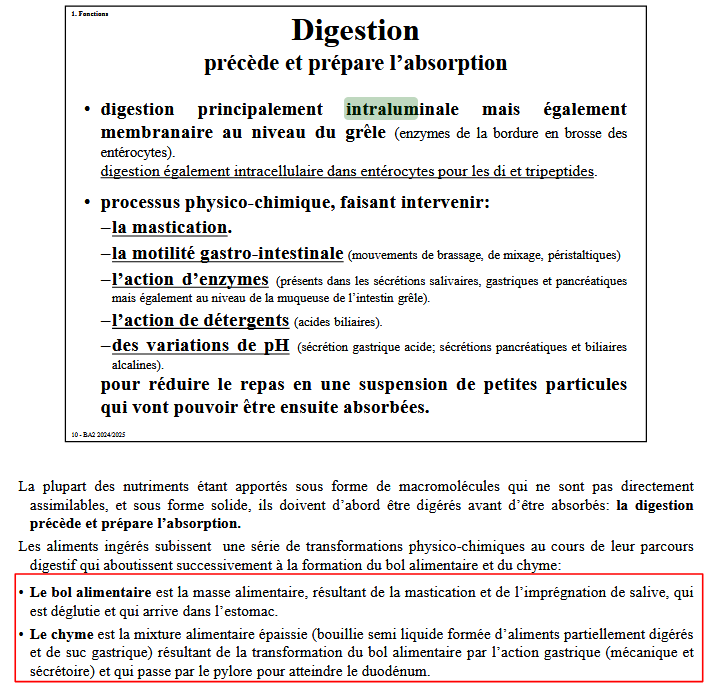 1. Fonctions
Digestion
précède et prépare l’absorption
• digestion principalement intraluminale mais également
membranaire au niveau du grêle (enzymes de la bordure en brosse des
entérocytes).
digestion également intracellulaire dans entérocytes pour les di et tripeptides.
• processus physico-chimique, faisant intervenir:
–la mastication.
–la motilité gastro-intestinale (mouvements de brassage, de mixage, péristaltiques)
–l’action d’enzymes (présents dans les sécrétions salivaires, gastriques et pancréatiques
mais également au niveau de la muqueuse de l’intestin grêle).
–l’action de détergents (acides biliaires).
–des variations de pH (sécrétion gastrique acide; sécrétions pancréatiques et biliaires
alcalines).
pour réduire le repas en une suspension de petites particules
qui vont pouvoir être ensuite absorbées.
10 - BA2 2024/2025
La plupart des nutriments étant apportés sous forme de macromolécules qui ne sont pas directement
assimilables, et sous forme solide, ils doivent d’abord être digérés avant d’être absorbés: la digestion
précède et prépare l’absorption.
Les aliments ingérés subissent une série de transformations physico-chimiques au cours de leur parcours
digestif qui aboutissent successivement à la formation du bol alimentaire et du chyme:
• Le bol alimentaire est la masse alimentaire, résultant de la mastication et de l’imprégnation de salive, qui
est déglutie et qui arrive dans l’estomac.
• Le chyme est la mixture alimentaire épaissie (bouillie semi liquide formée d’aliments partiellement digérés
et de suc gastrique) résultant de la transformation du bol alimentaire par l’action gastrique (mécanique et
sécrétoire) et qui passe par le pylore pour atteindre le duodénum.